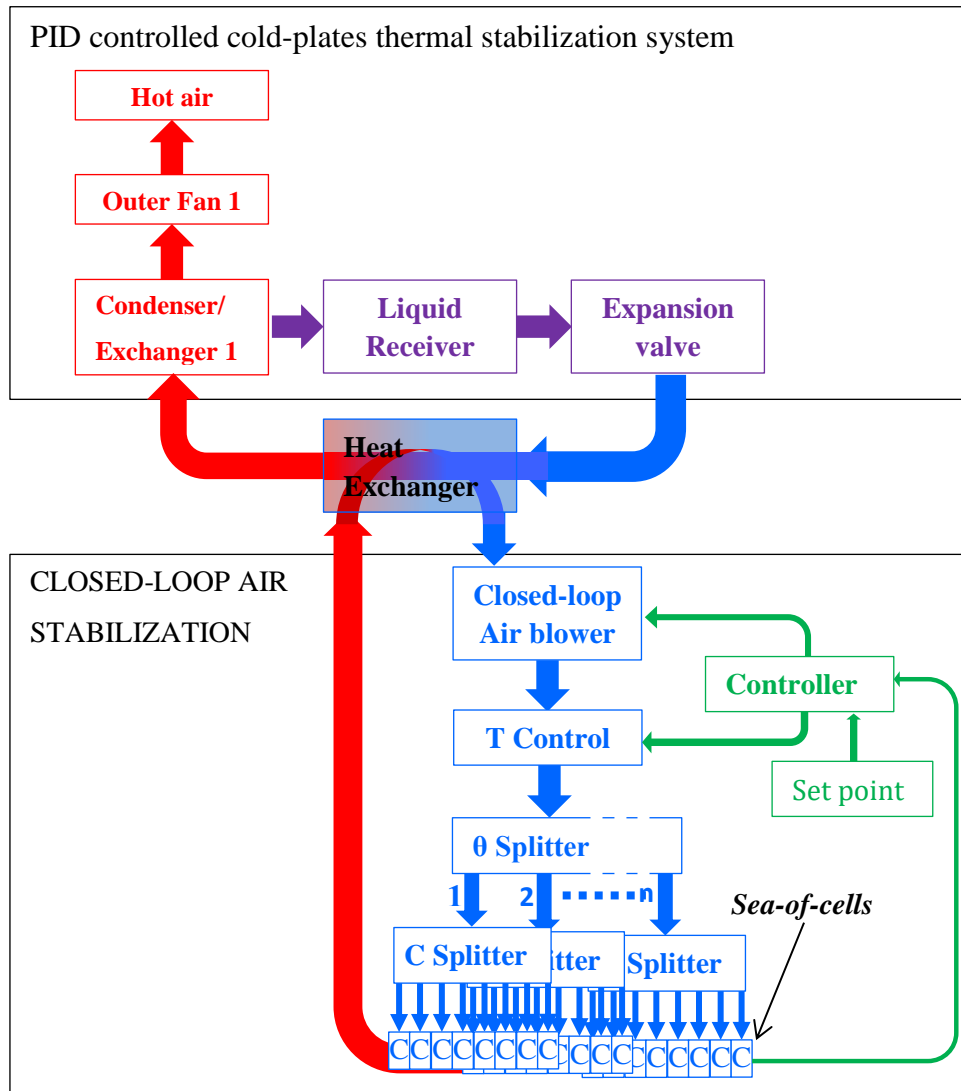 PID controlled cold-plates thermal stabilization system
Hot air
Outer Fan 1
Condenser/
Exchanger 1
Liquid
Receiver
Expansion
valve
Heat
Exchanger
CLOSED-LOOP AIR
STABILIZATION
Closed-loop
Air blower
Controller
T Control
Set point
θ Splitter
1 2 n
Sea-of-cells
C Splitter itter Splitter
C C C C C C C C C C C C C C C C C